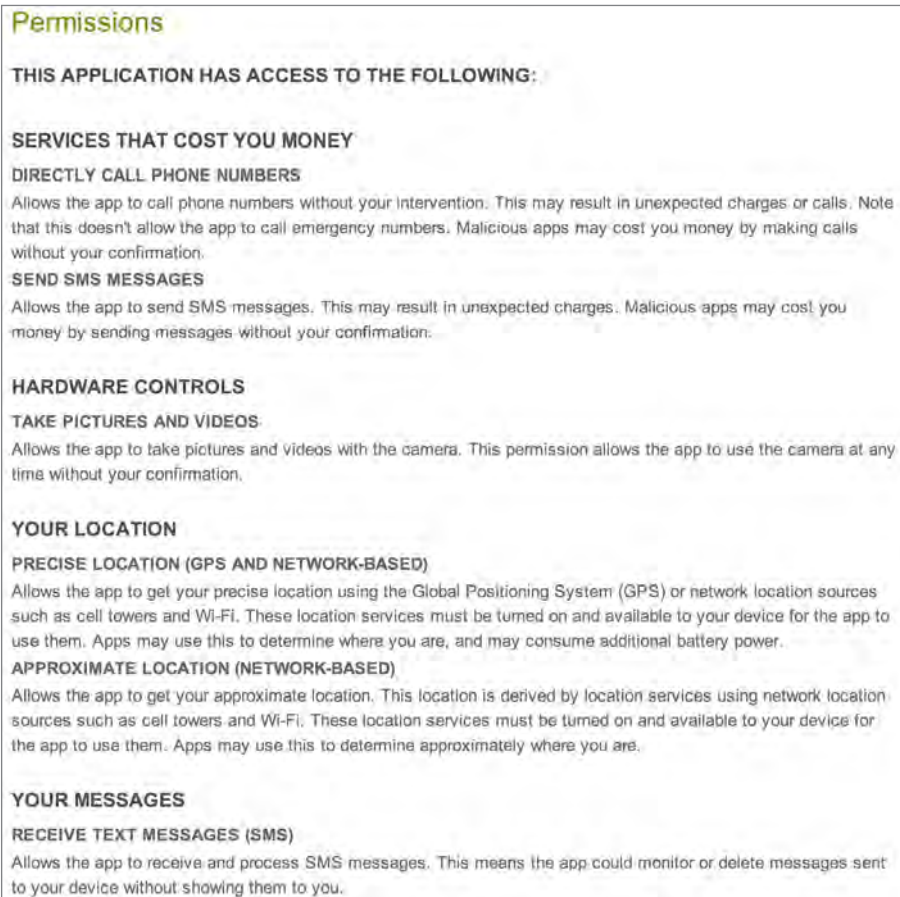 Permissions
THIS APPLICATION HAS ACCESS TO THE FOLLOWING:
SERVICES THAT COST YOU MONEY
DIRECTLY CALL PHONE NUMBERS
Allows the app to call phone numbers without your intervention. This may result in unexpected charges or calls. Note
that this doesn't allow the app to call emergency numbers. Malicious apps may cost you money by making calls
without your confirmation.
SEND SMS MESSAGES
Allows the app to send SMS messages. This may result in unexpected charges. Malicious apps may cost you
money by sending messages without your confirmation.
HARDWARE CONTROLS
TAKE PICTURES AND VIDEOS
Allows the app to take pictures and videos with the camera. This permission allows the app to use the camera at any
time without your confirmation.
YOUR LOCATION
PRECISE LOCATION (GPS AND NETWORK-BASED)
Allows the app to get your precise location using the Global Positioning System (GPS) or network location sources
such as cell towers and Wi-Fi. These location services must be turned on and available to your device for the app to
use them. Apps may use this to determine where you are, and may consume additional battery power.
APPROXIMATE LOCATION (NETWORK-BASED)
Allows the app to get your approximate location. This location is derived by location services using network location
sources such as cell towers and Wi-Fi. These location services must be turned on and available to your device for
the app to use them. Apps may use this to determine approximately where you are.
YOUR MESSAGES
RECEIVE TEXT MESSAGES (SMS)
Allows the app to receive and process SMS messages. This means the app could monitor or delete messages sent
to your device without showing them to you.